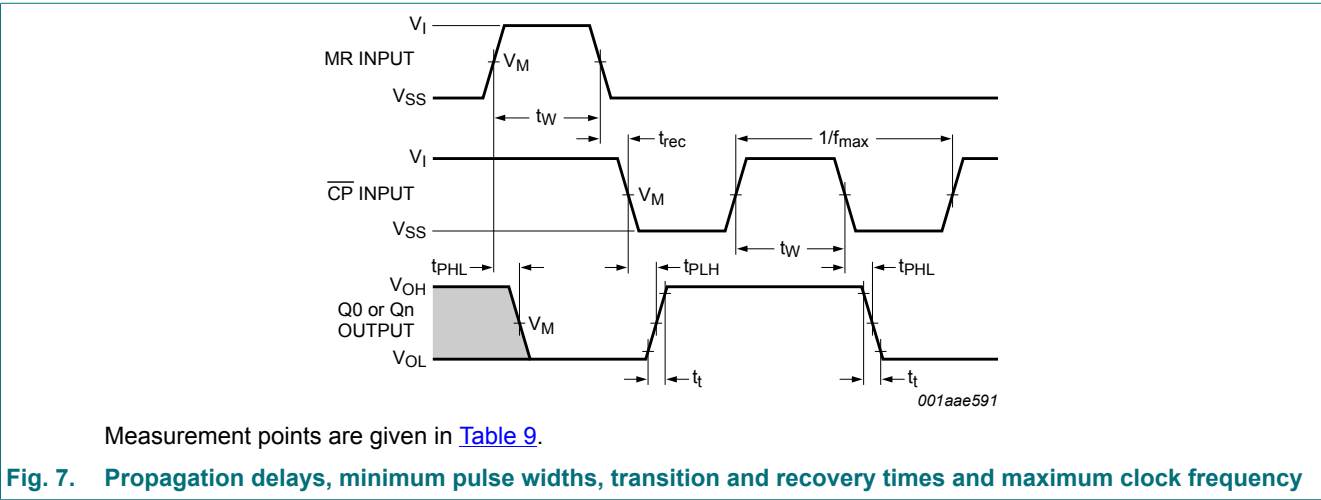 V_I
MR INPUT
V_M
V_SS
t_W
t_rec
1/f_max
V_I
C̅P̅ INPUT
V_M
V_SS
t_W
t_PHL
t_PLH
t_PHL
V_OH
Q0 or Qn
OUTPUT
V_M
V_OL
t_t
t_t
001aae591
Measurement points are given in Table 9.
Fig. 7. Propagation delays, minimum pulse widths, transition and recovery times and maximum clock frequency